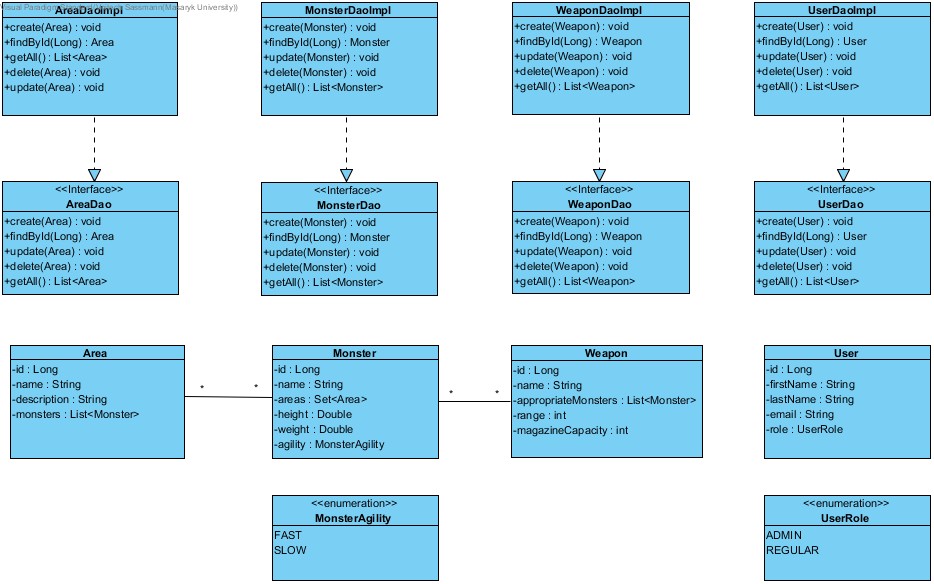 Visual Paradigm
Sassmann(Masaryk University))
AreaDaoImpl
+create(Area) : void
+findById(Long) : Area
+getAll() : List<Area>
+delete(Area) : void
+update(Area) : void
MonsterDaoImpl
+create(Monster) : void
+findById(Long) : Monster
+update(Monster) : void
+delete(Monster) : void
+getAll() : List<Monster>
WeaponDaoImpl
+create(Weapon) : void
+findById(Long) : Weapon
+update(Weapon) : void
+delete(Weapon) : void
+getAll() : List<Weapon>
UserDaoImpl
+create(User) : void
+findById(Long) : User
+update(User) : void
+delete(User) : void
+getAll() : List<User>
<<Interface>>
AreaDao
+create(Area) : void
+findById(Long) : Area
+update(Area) : void
+delete(Area) : void
+getAll() : List<Area>
<<Interface>>
MonsterDao
+create(Monster) : void
+findById(Long) : Monster
+update(Monster) : void
+delete(Monster) : void
+getAll() : List<Monster>
<<Interface>>
WeaponDao
+create(Weapon) : void
+findById(Long) : Weapon
+update(Weapon) : void
+delete(Weapon) : void
+getAll() : List<Weapon>
<<Interface>>
UserDao
+create(User) : void
+findById(Long) : User
+update(User) : void
+delete(User) : void
+getAll() : List<User>
Area
-id : Long
-name : String
-description : String
-monsters : List<Monster>
*
*
Monster
-id : Long
-name : String
-areas : Set<Area>
-height : Double
-weight : Double
-agility : MonsterAgility
*
*
Weapon
-id : Long
-name : String
-appropriateMonsters : List<Monster>
-range : int
-magazineCapacity : int
User
-id : Long
-firstName : String
-lastName : String
-email : String
-role : UserRole
<<enumeration>>
MonsterAgility
FAST
SLOW
<<enumeration>>
UserRole
ADMIN
REGULAR